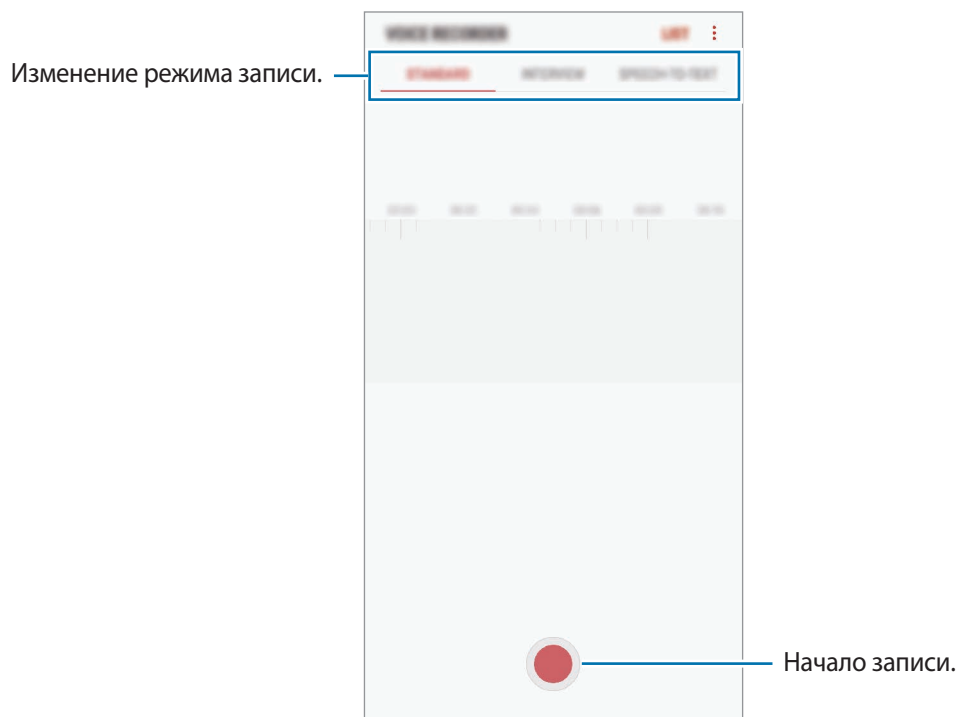 VOICE RECORDER LIST
Изменение режима записи.
STANDARD INTERVIEW SPEECH-TO-TEXT
Начало записи.